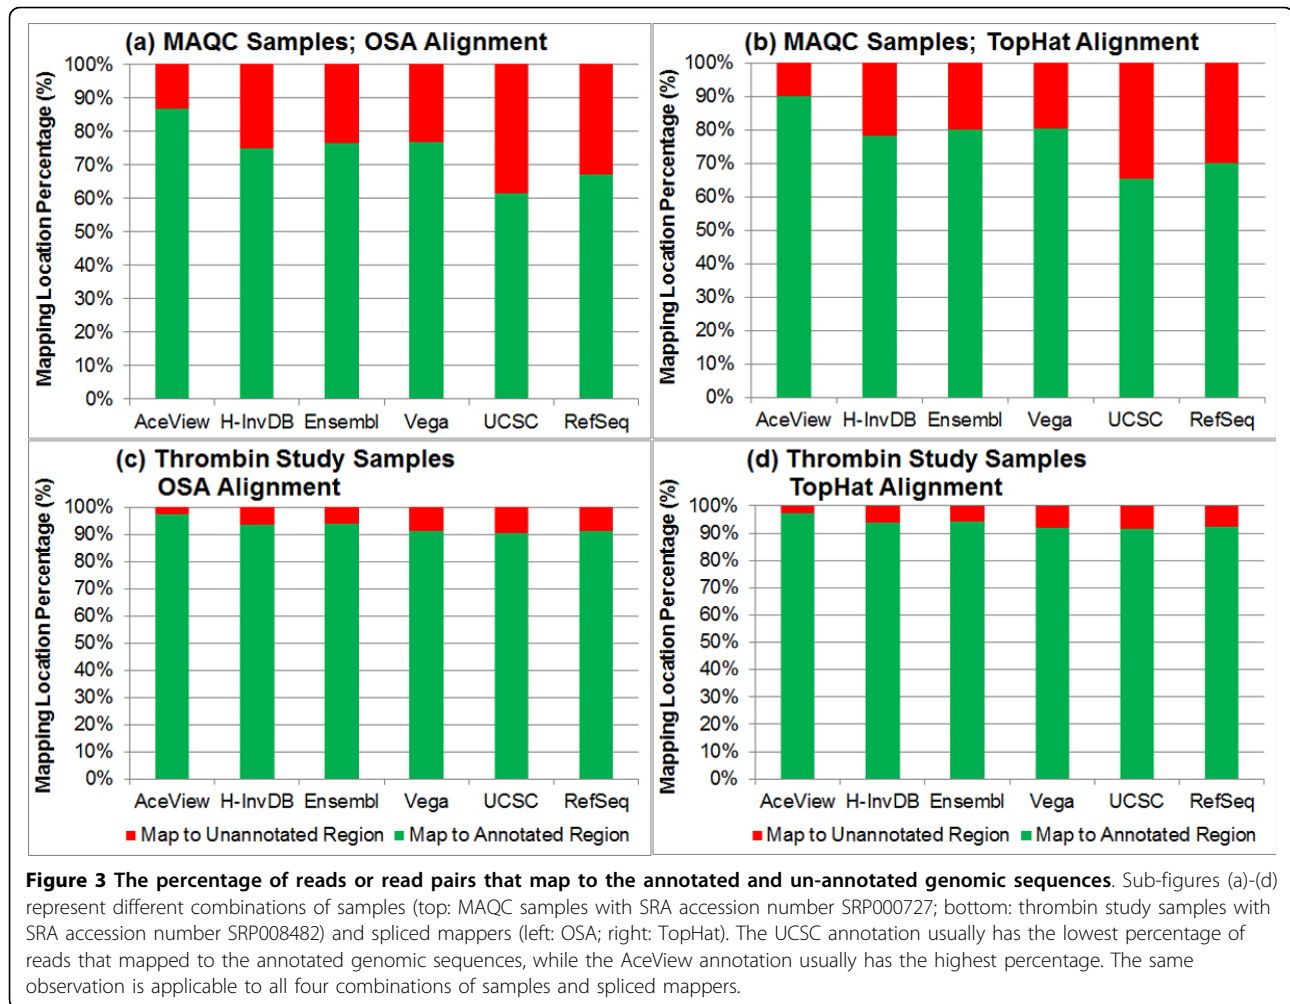 (a) MAQC Samples; OSA Alignment
Mapping Location Percentage (%)
100%
90%
80%
70%
60%
50%
40%
30%
20%
10%
0%
AceView H-InvDB Ensembl Vega UCSC RefSeq
(b) MAQC Samples; TopHat Alignment
Mapping Location Percentage (%)
100%
90%
80%
70%
60%
50%
40%
30%
20%
10%
0%
AceView H-InvDB Ensembl Vega UCSC RefSeq
(c) Thrombin Study Samples
OSA Alignment
Mapping Location Percentage (%)
100%
90%
80%
70%
60%
50%
40%
30%
20%
10%
0%
AceView H-InvDB Ensembl Vega UCSC RefSeq
Map to Unannotated Region Map to Annotated Region
(d) Thrombin Study Samples
TopHat Alignment
Mapping Location Percentage (%)
100%
90%
80%
70%
60%
50%
40%
30%
20%
10%
0%
AceView H-InvDB Ensembl Vega UCSC RefSeq
Map to Unannotated Region Map to Annotated Region
Figure 3 The percentage of reads or read pairs that map to the annotated and un-annotated genomic sequences. Sub-figures (a)-(d)
represent different combinations of samples (top: MAQC samples with SRA accession number SRP000727; bottom: thrombin study samples with
SRA accession number SRP008482) and spliced mappers (left: OSA; right: TopHat). The UCSC annotation usually has the lowest percentage of
reads that mapped to the annotated genomic sequences, while the AceView annotation usually has the highest percentage. The same
observation is applicable to all four combinations of samples and spliced mappers.